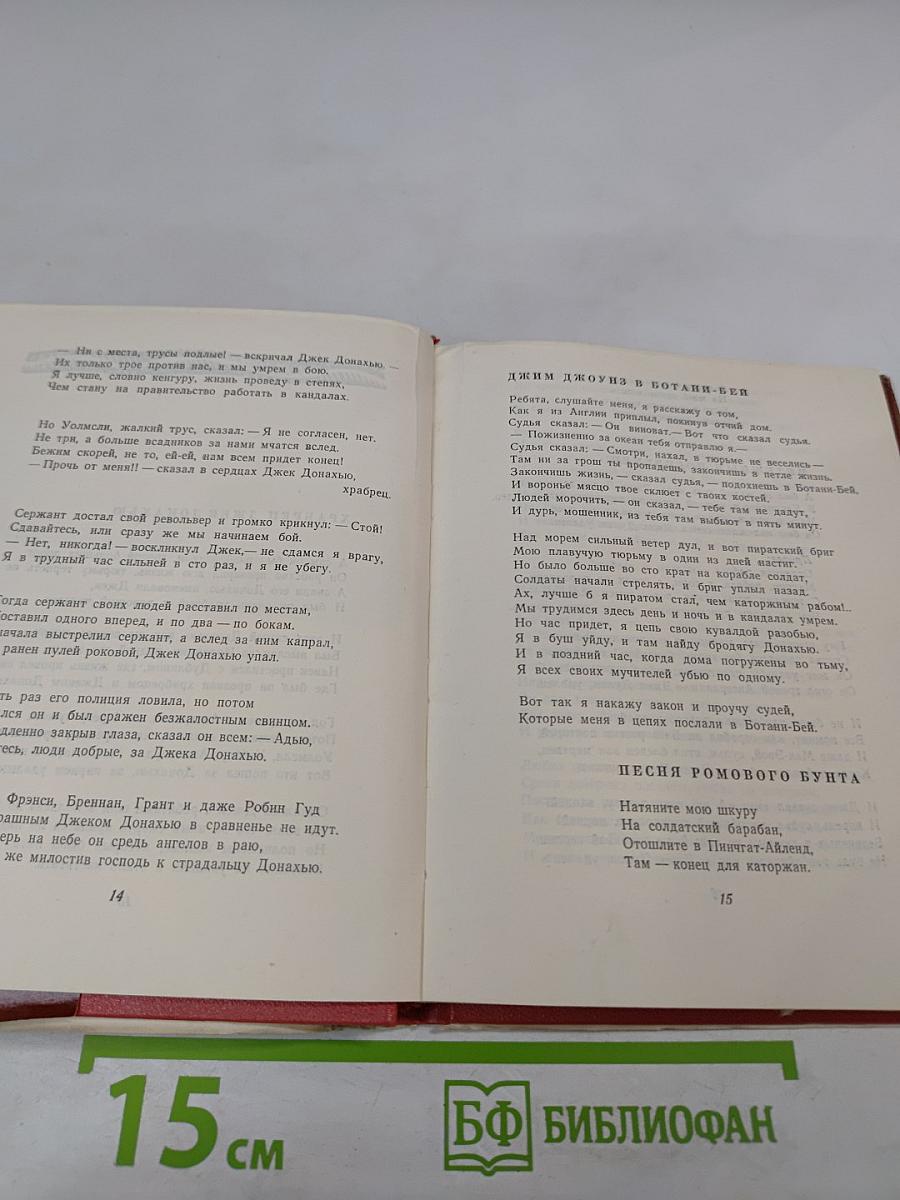 — Ни с места, трусы подлые! — вскричал Джек Донахью. —
Их только трое против нас, и мы умрем в бою.
Я лучше, словно кенгуру, жизнь проведу в степях,
Чем стану на правительство работать в кандалах.
Но Уолмсли, жалкий трус, сказал: — Я не согласен, нет.
Не три, а больше всадников за нами мчатся вслед.
Бежим скорей, не то, ей-ей, нам всем придет конец!
— Прочь от меня!! — сказал в сердцах Джек Донахью,
храбрец.
Сержант достал свой револьвер и громко крикнул: — Стой!
Сдавайтесь, или сразу же мы начинаем бой.
— Нет, никогда! — воскликнул Джек,— не сдамся я врагу,
Я в трудный час сильней в сто раз, и я не убегу.
Тогда сержант своих людей расставил по местам,
оставил одного вперед, и по два — по бокам.
начала выстрелил сержант, а вслед за ним капрал,
ранен пулей роковой, Джек Донахью упал.
ть раз его полиция ловила, но потом
лся он и был сражен безжалостным свинцом.
дленно закрыв глаза, сказал он всем: — Адью,
тесь, люди добрые, за Джека Донахью.
Фрэнси, Бреннан, Грант и даже Робин Гуд
рашным Джеком Донахью в сравненье не идут.
ерь на небе он средь ангелов в раю,
же милостив господь к страдальцу Донахью.
14
ДЖИМ ДЖОУНЗ В БОТАНИ-БЕЙ
Ребята, слушайте меня, я расскажу о том,
Как я из Англии приплыл, покинув отчий дом.
Судья сказал: — Он виноват.— Вот что сказал судья.
— Пожизненно за океан тебя отправлю я.—
Судья сказал: — Смотри, нахал, в тюрьме не веселись —
Там ни за грош ты пропадешь, закончишь в петле жизнь.
Закончишь жизнь, — сказал судья, — подохнешь в Ботани-Бей,
И воронье мясцо твое склюет с твоих костей.
Людей морочить, — он сказал, — тебе там не дадут,
И дурь, мошенник, из тебя там выбьют в пять минут.
Над морем сильный ветер дул, и вот пиратский бриг
Мою плавучую тюрьму в один из дней настиг.
Но было больше во сто крат на корабле солдат,
Солдаты начали стрелять, и бриг уплыл назад.
Ах, лучше б я пиратом стал, чем каторжным рабом!..
Мы трудимся здесь день и ночь и в кандалах умрем.
Но час придет, я цепь свою кувалдой разобью,
Я в буш уйду, и там найду бродягу Донахью.
И в поздний час, когда дома погружены во тьму,
Я всех своих мучителей убью по одному.
Вот так я накажу закон и проучу судей,
Которые меня в цепях послали в Ботани-Бей.
ПЕСНЯ РОМОВОГО БУНТА
Натяните мою шкуру
На солдатский барабан,
Отошлите в Пинчгат-Айленд,
Там — конец для каторжан.
15
15 см
БФ БИБЛИОФАН